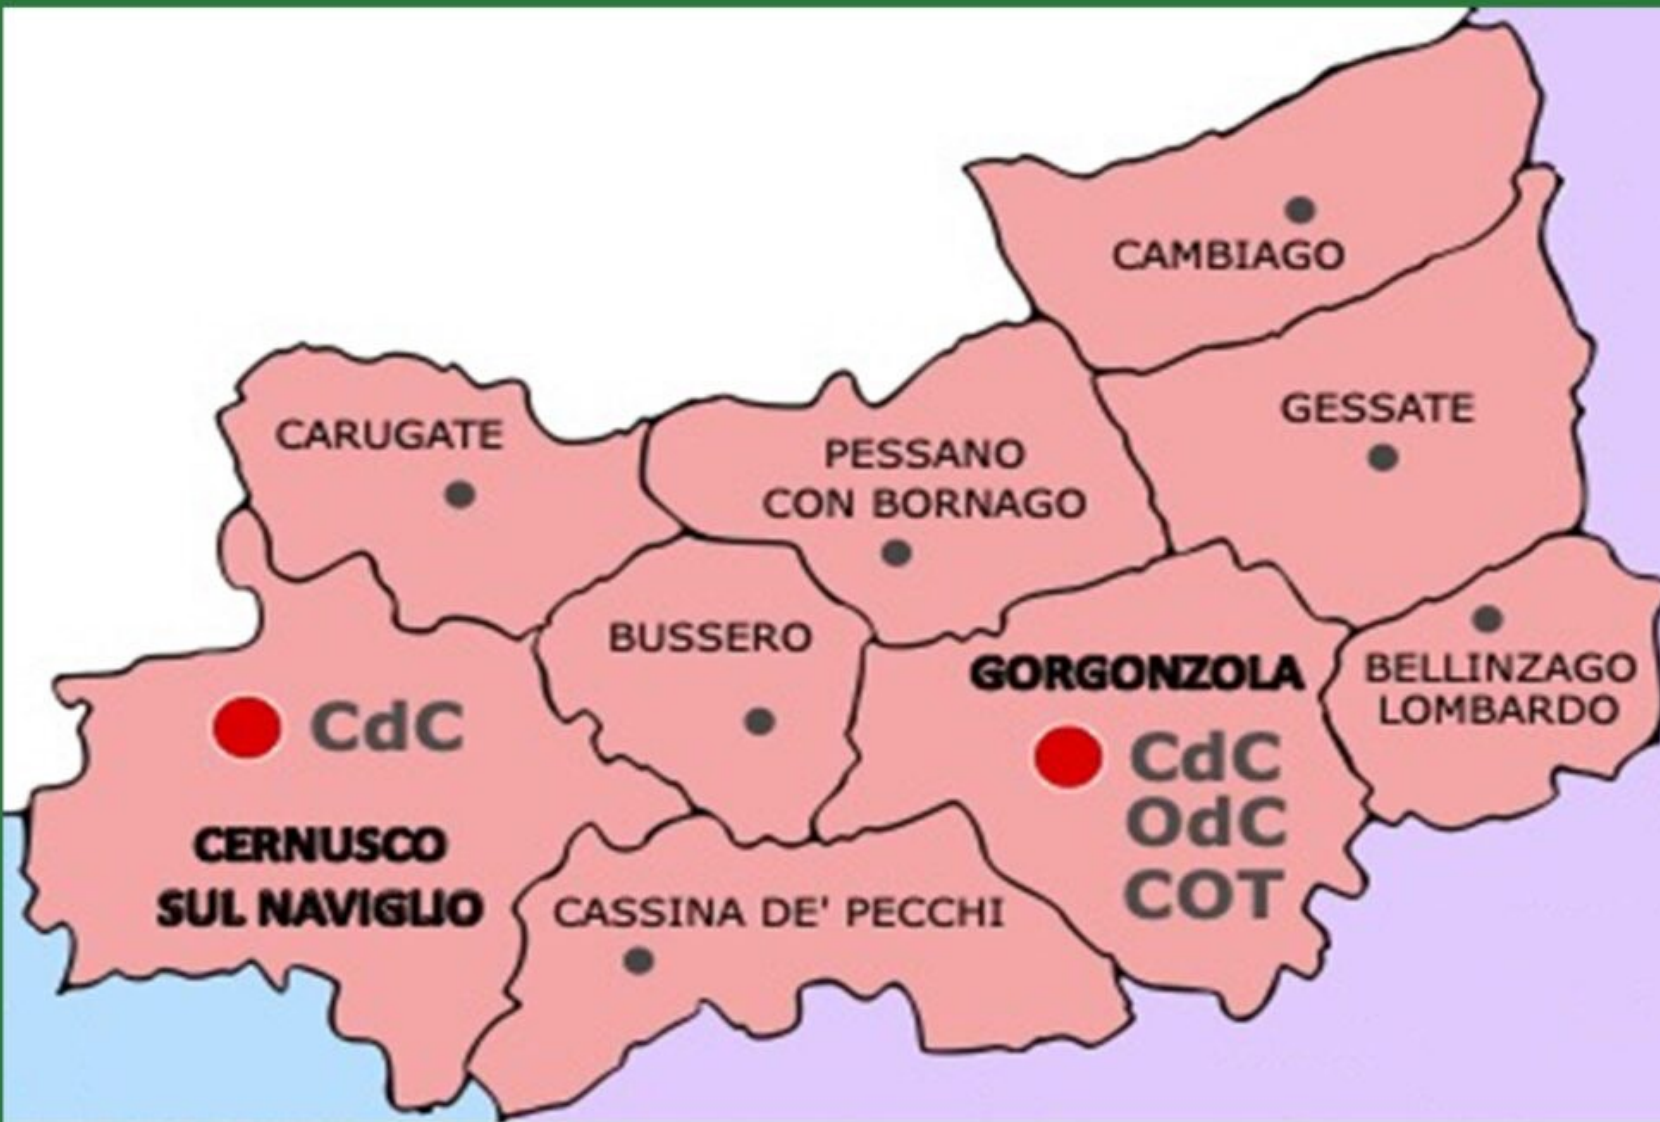 CAMBIAGO
GESSATE
CARUGATE
PESSANO
CON BORNAGO
BUSSERO
GORGONZOLA
BELLINZAGO
LOMBARDO
CdC
CdC
OdC
COT
CERNUSCO
SUL NAVIGLIO
CASSINA DE' PECCHI